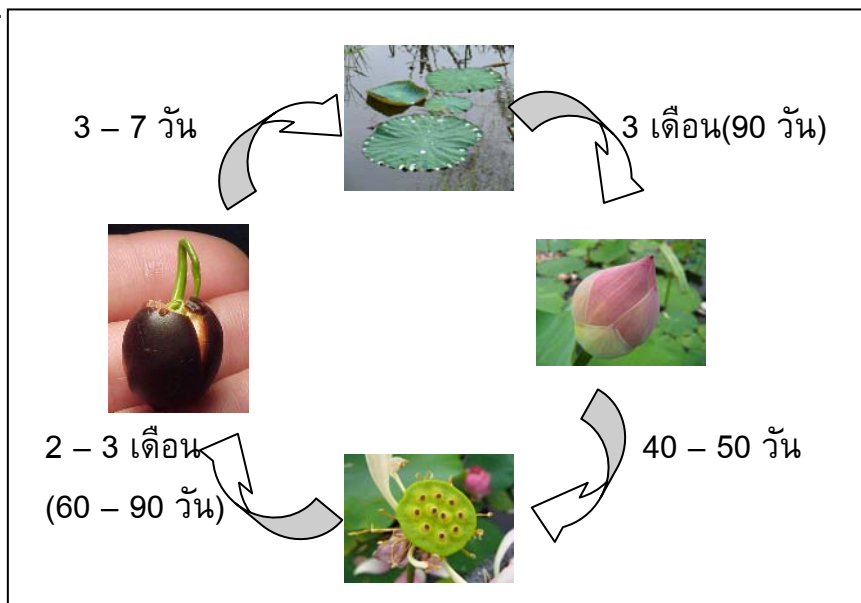 3 – 7 วัน
3 เดือน(90 วัน)
2 – 3 เดือน
(60 – 90 วัน)
40 – 50 วัน